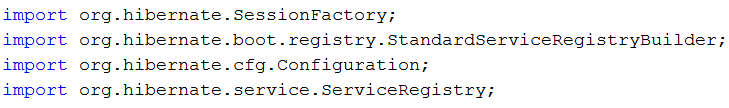 import org.hibernate.SessionFactory;
import org.hibernate.boot.registry.StandardServiceRegistryBuilder;
import org.hibernate.cfg.Configuration;
import org.hibernate.service.ServiceRegistry;